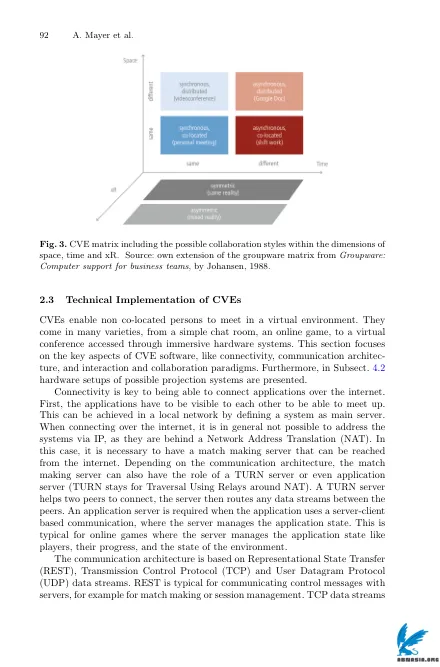 92 A. Mayer et al.
Space
different
synchronous,
distributed
(videoconference)
asynchronous,
distributed
(Google Doc)
same
synchronous,
co-located
(personal meeting)
asynchronous,
co-located
(shift work)
same different Time
xR
symmetric
(same reality)
asymmetric
(mixed reality)
Fig. 3. CVE matrix including the possible collaboration styles within the dimensions of
space, time and xR. Source: own extension of the groupware matrix from Groupware:
Computer support for business teams, by Johansen, 1988.
2.3 Technical Implementation of CVEs
CVEs enable non co-located persons to meet in a virtual environment. They
come in many varieties, from a simple chat room, an online game, to a virtual
conference accessed through immersive hardware systems. This section focuses
on the key aspects of CVE software, like connectivity, communication architec-
ture, and interaction and collaboration paradigms. Furthermore, in Subsect. 4.2
hardware setups of possible projection systems are presented.
Connectivity is key to being able to connect applications over the internet.
First, the applications have to be visible to each other to be able to meet up.
This can be achieved in a local network by defining a system as main server.
When connecting over the internet, it is in general not possible to address the
systems via IP, as they are behind a Network Address Translation (NAT). In
this case, it is necessary to have a match making server that can be reached
from the internet. Depending on the communication architecture, the match
making server can also have the role of a TURN server or even application
server (TURN stays for Traversal Using Relays around NAT). A TURN server
helps two peers to connect, the server then routes any data streams between the
peers. An application server is required when the application uses a server-client
based communication, where the server manages the application state. This is
typical for online games where the server manages the application state like
players, their progress, and the state of the environment.
The communication architecture is based on Representational State Transfer
(REST), Transmission Control Protocol (TCP) and User Datagram Protocol
(UDP) data streams. REST is typical for communicating control messages with
servers, for example for match making or session management. TCP data streams